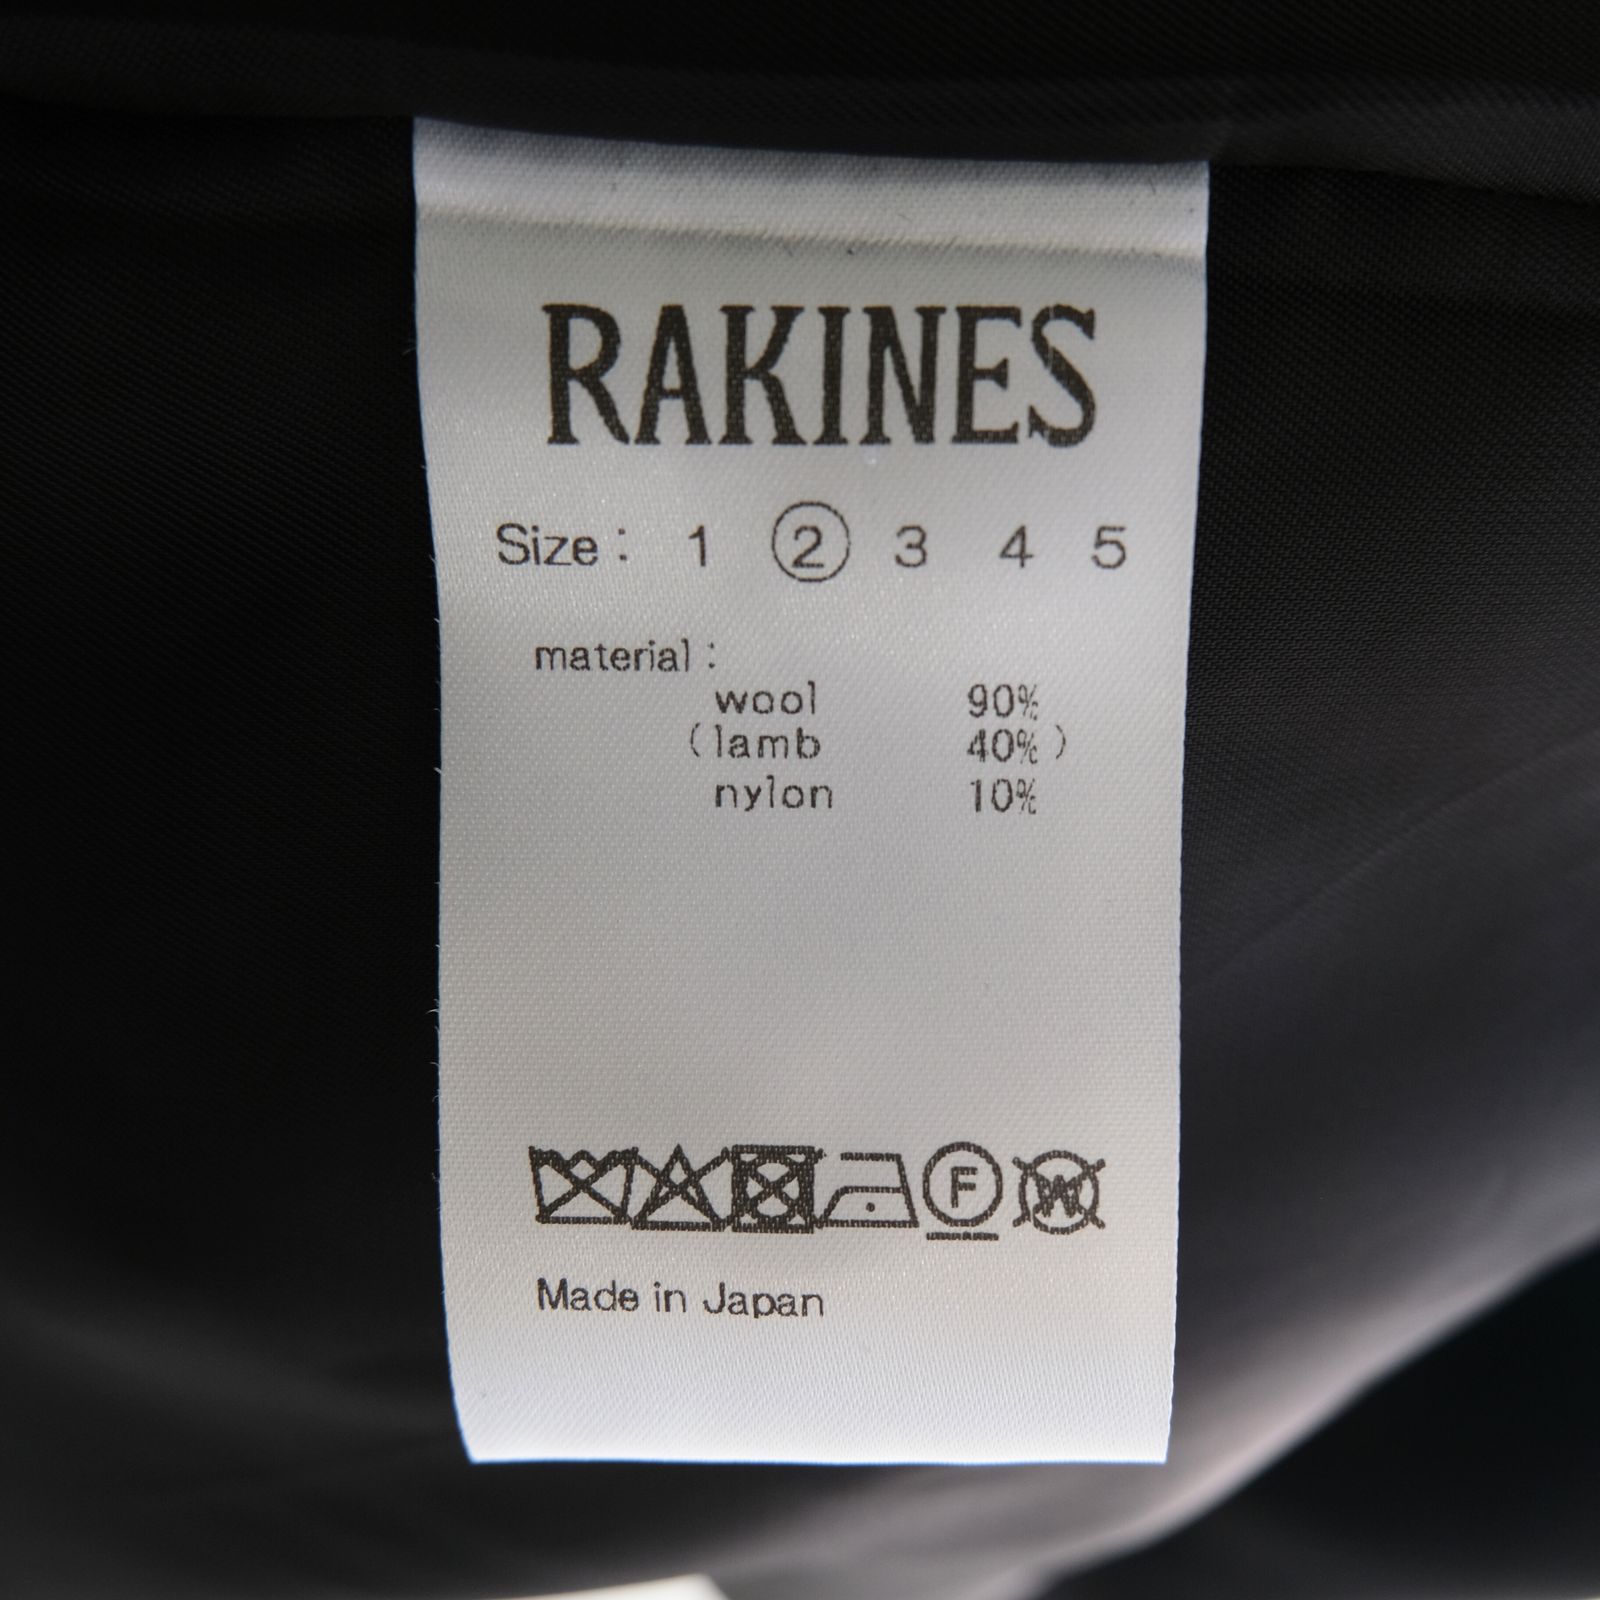 RAKINES
Size: 1 2 3 4 5
material:
wool 90%
(lamb 40%)
nylon 10%
F W
Made in Japan